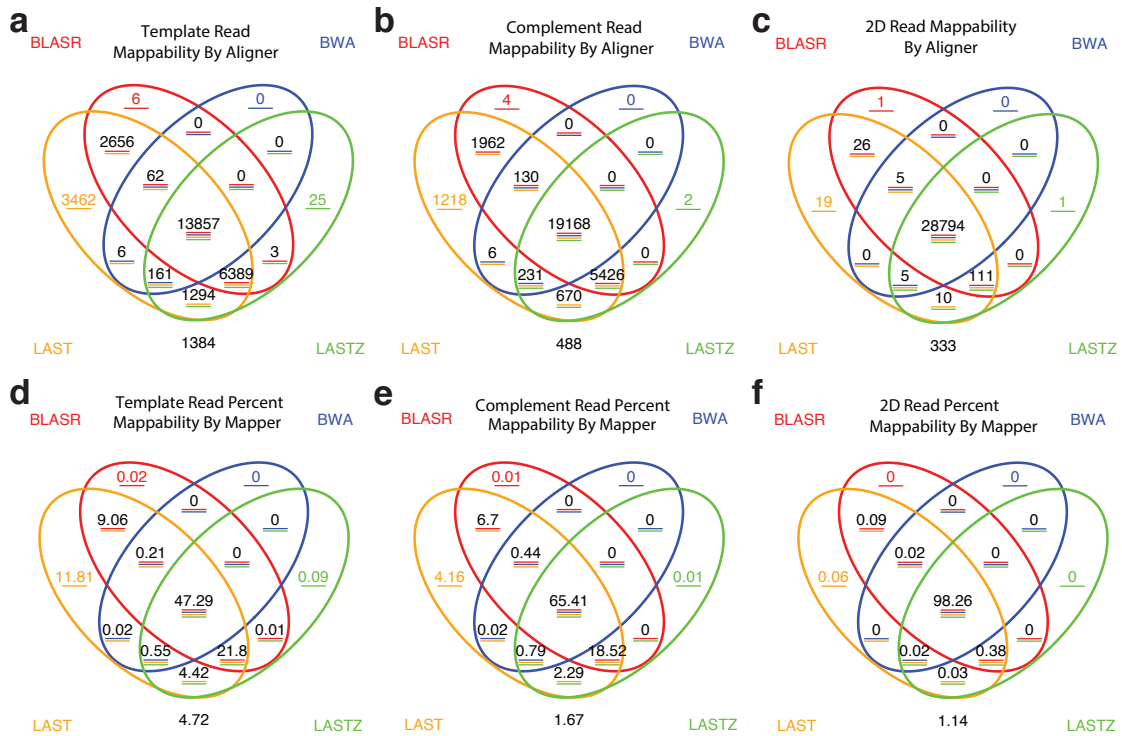 a
Template Read
Mappability By Aligner
BLASR
BWA
6
0
0
2656
0
62
0
3462
25
13857
6
3
161
6389
1294
LAST
1384
LASTZ
b
Complement Read
Mappability By Aligner
BLASR
BWA
4
0
0
1962
0
130
0
1218
2
19168
6
0
231
5426
670
LAST
488
LASTZ
c
2D Read Mappability
By Aligner
BLASR
BWA
1
0
0
26
0
5
0
19
1
28794
0
0
5
111
10
LAST
333
LASTZ
d
Template Read Percent
Mappability By Mapper
BLASR
BWA
0.02
0
0
9.06
0
0.21
0
11.81
0.09
47.29
0.02
0.01
0.55
21.8
4.42
LAST
4.72
LASTZ
e
Complement Read Percent
Mappability By Mapper
BLASR
BWA
0.01
0
0
6.7
0
0.44
0
4.16
0.01
65.41
0.02
0
0.79
18.52
2.29
LAST
1.67
LASTZ
f
2D Read Percent
Mappability By Mapper
BLASR
BWA
0
0
0
0.09
0
0.02
0
0.06
0
98.26
0
0
0.02
0.38
0.03
LAST
1.14
LASTZ